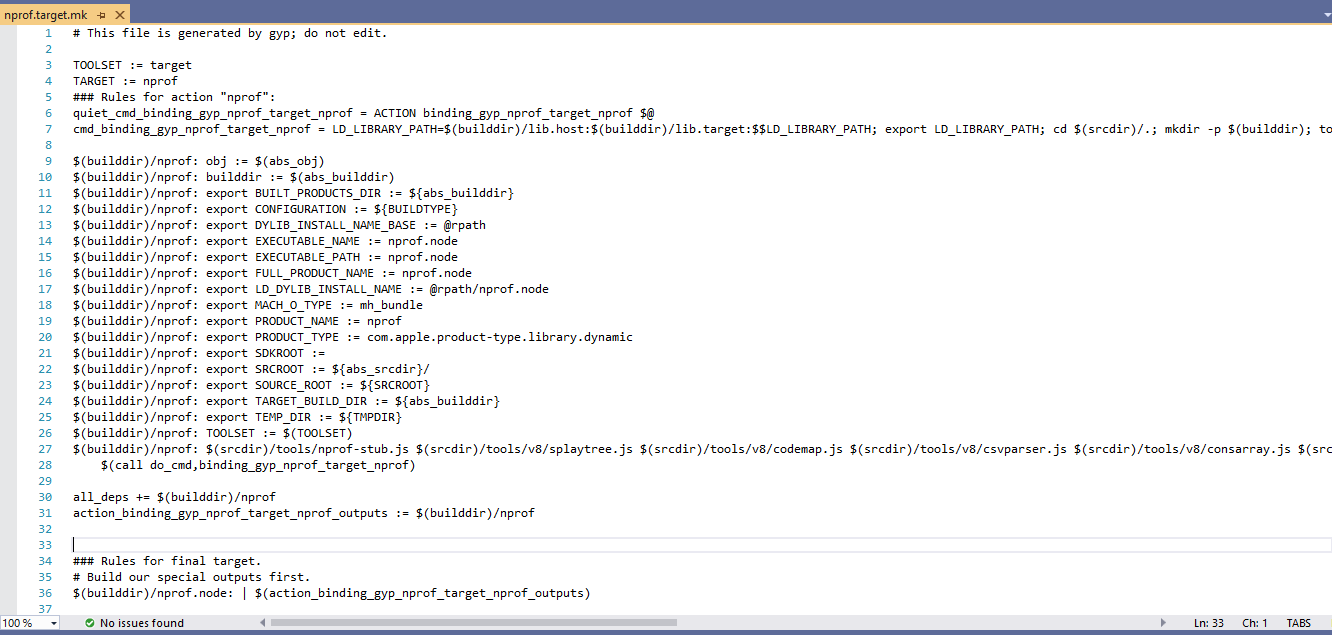 nprof.target.mk
1 # This file is generated by gyp; do not edit.
2
3 TOOLSET := target
4 TARGET := nprof
5 ### Rules for action "nprof":
6 quiet_cmd_binding_gyp_nprof_target_nprof = ACTION binding_gyp_nprof_target_nprof $@
7 cmd_binding_gyp_nprof_target_nprof = LD_LIBRARY_PATH=$(builddir)/lib.host:$(builddir)/lib.target:$$LD_LIBRARY_PATH; export LD_LIBRARY_PATH; cd $(srcdir)/.; mkdir -p $(builddir); to
8
9 $(builddir)/nprof: obj := $(abs_obj)
10 $(builddir)/nprof: builddir := $(abs_builddir)
11 $(builddir)/nprof: export BUILT_PRODUCTS_DIR := ${abs_builddir}
12 $(builddir)/nprof: export CONFIGURATION := ${BUILDTYPE}
13 $(builddir)/nprof: export DYLIB_INSTALL_NAME_BASE := @rpath
14 $(builddir)/nprof: export EXECUTABLE_NAME := nprof.node
15 $(builddir)/nprof: export EXECUTABLE_PATH := nprof.node
16 $(builddir)/nprof: export FULL_PRODUCT_NAME := nprof.node
17 $(builddir)/nprof: export LD_DYLIB_INSTALL_NAME := @rpath/nprof.node
18 $(builddir)/nprof: export MACH_O_TYPE := mh_bundle
19 $(builddir)/nprof: export PRODUCT_NAME := nprof
20 $(builddir)/nprof: export PRODUCT_TYPE := com.apple.product-type.library.dynamic
21 $(builddir)/nprof: export SDKROOT :=
22 $(builddir)/nprof: export SRCROOT := ${abs_srcdir}/
23 $(builddir)/nprof: export SOURCE_ROOT := ${SRCROOT}
24 $(builddir)/nprof: export TARGET_BUILD_DIR := ${abs_builddir}
25 $(builddir)/nprof: export TEMP_DIR := ${TMPDIR}
26 $(builddir)/nprof: TOOLSET := $(TOOLSET)
27 $(builddir)/nprof: $(srcdir)/tools/nprof-stub.js $(srcdir)/tools/v8/splaytree.js $(srcdir)/tools/v8/codemap.js $(srcdir)/tools/v8/csvparser.js $(srcdir)/tools/v8/consarray.js $(src
28 $(call do_cmd,binding_gyp_nprof_target_nprof)
29
30 all_deps += $(builddir)/nprof
31 action_binding_gyp_nprof_target_nprof_outputs := $(builddir)/nprof
32
33
34 ### Rules for final target.
35 # Build our special outputs first.
36 $(builddir)/nprof.node: | $(action_binding_gyp_nprof_target_nprof_outputs)
37
100 % No issues found Ln: 33 Ch: 1 TABS